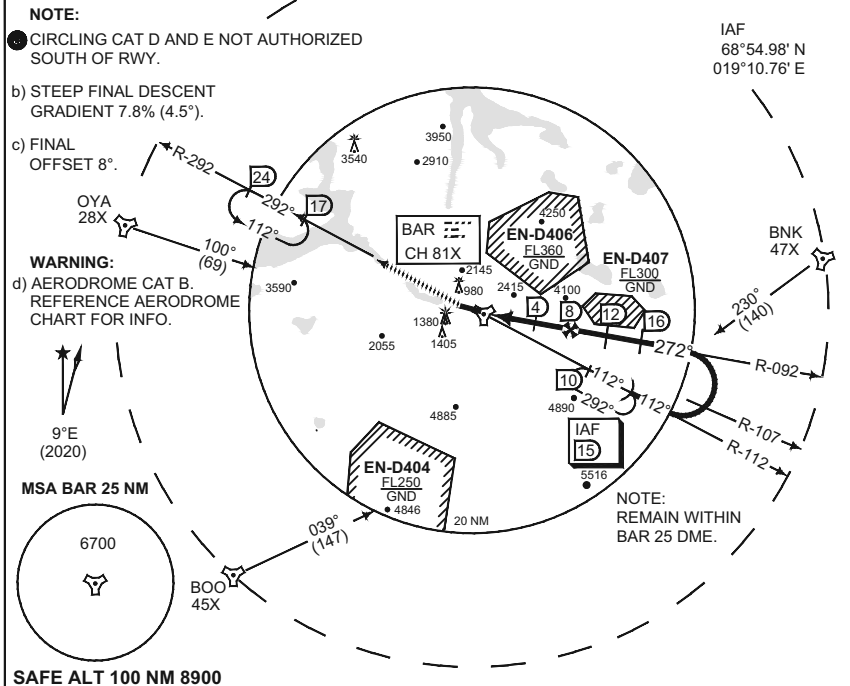 NOTE:
CIRCLING CAT D AND E NOT AUTHORIZED
SOUTH OF RWY.
b) STEEP FINAL DESCENT
GRADIENT 7.8% (4.5°).
c) FINAL
OFFSET 8°.
IAF
68°54.98' N
019°10.76' E
R-292
24
292°
17
112°
OYA
28X
100°
(69)
WARNING:
d) AERODROME CAT B.
REFERENCE AERODROME
CHART FOR INFO.
9°E
(2020)
3950
3540
2910
BAR
CH 81X
4250
EN-D406
FL360
GND
EN-D407
FL300
GND
BNK
47X
230°
(140)
3590
2145
980
2415
4100
4
8
12
16
1380
1405
2055
272°
R-092
10
112°
292°
112°
4890
4885
R-107
R-112
IAF
15
5516
EN-D404
FL250
GND
4846
20 NM
NOTE:
REMAIN WITHIN
BAR 25 DME.
039°
(147)
BOO
45X
MSA BAR 25 NM
6700
SAFE ALT 100 NM 8900